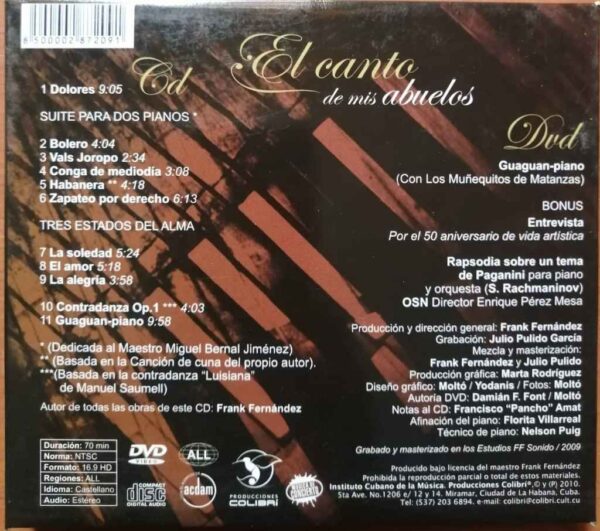 8 500002 872091
El canto
de mis abuelos
Cd
1 Dolores 9:05
SUITE PARA DOS PIANOS *
2 Bolero 4:04
3 Vals Joropo 2:34
4 Conga de mediodía 3:08
5 Habanera ** 4:18
6 Zapateo por derecho 6:13
TRES ESTADOS DEL ALMA
7 La soledad 5:24
8 El amor 5:18
9 La alegría 3:58
10 Contradanza Op.1 *** 4:03
11 Guaguan-piano 9:58
* (Dedicada al Maestro Miguel Bernal Jiménez)
** (Basada en la Canción de cuna del propio autor).
***(Basada en la contradanza "Luisiana"
de Manuel Saumell)
Autor de todas las obras de este CD: Frank Fernández
Dvd
Guaguan-piano
(Con Los Muñequitos de Matanzas)
BONUS
Entrevista
Por el 50 aniversario de vida artística
Rapsodia sobre un tema
de Paganini para piano
y orquesta (S. Rachmaninov)
OSN Director Enrique Pérez Mesa
Producción y dirección general: Frank Fernández
Grabación: Julio Pulido García
Mezcla y masterización:
Frank Fernández y Julio Pulido
Producción gráfica: Marta Rodríguez
Diseño gráfico: Moltó / Yodanis / Fotos: Moltó
Autoría DVD: Damián F. Font / Moltó
Notas al CD: Francisco "Pancho" Amat
Afinación del piano: Florita Villarreal
Técnico de piano: Nelson Puig
Grabado y masterizado en los Estudios FF Sonido / 2009
Duración: 70 min
Norma: NTSC
Formato: 16.9 HD
Regiones: ALL
Idioma: Castellano
Audio: Estéreo
DVD
VIDEO
ALL
COMPACT
disc
DIGITAL AUDIO
acdam
PRODUCCIONES
COLIBRÍ
MÚSICA DE
CONCIERTO
Producido bajo licencia del maestro Frank Fernández
Prohibida la reproducción parcial o total de estos materiales.
Instituto Cubano de la Música. Producciones Colibrí® © y ℗ 2010.
5ta Ave. No.1206 e/ 12 y 14. Miramar, Ciudad de La Habana, Cuba.
Tel: (537) 203 6894. e-mail: colibri@colibri.cult.cu